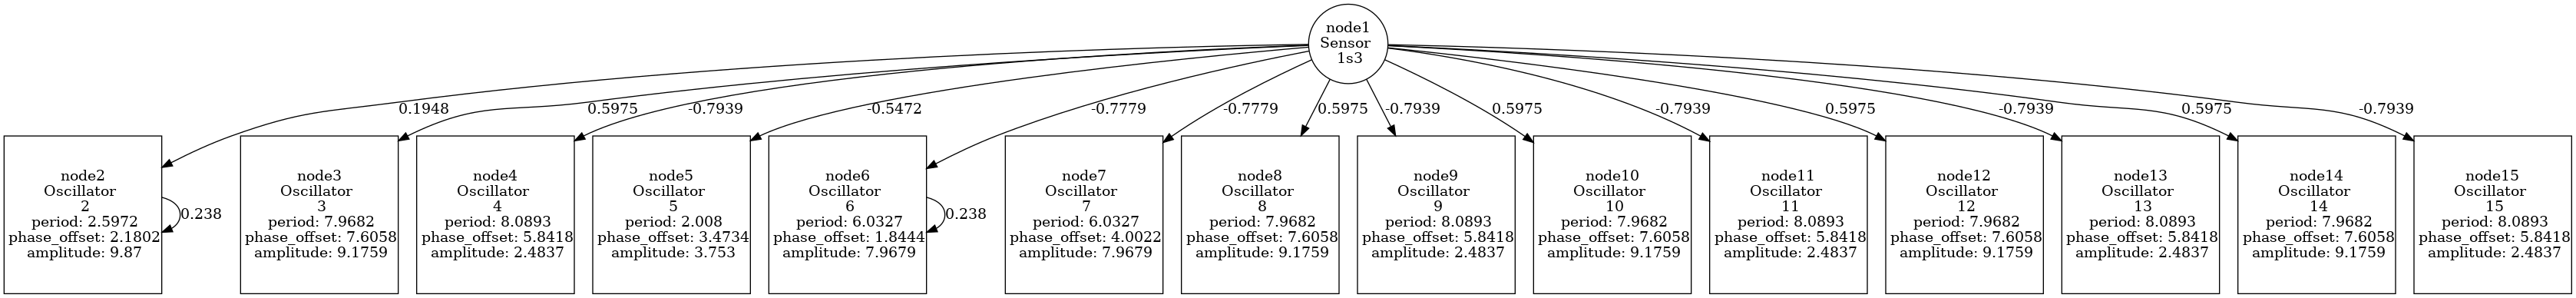 node1
Sensor
1s3
0.1948
0.5975
-0.7939
-0.5472
-0.7779
-0.7779
0.5975
-0.7939
0.5975
-0.7939
0.5975
-0.7939
0.5975
-0.7939
node2
Oscillator
2
period: 2.5972
phase_offset: 2.1802
amplitude: 9.87
0.238
node3
Oscillator
3
period: 7.9682
phase_offset: 7.6058
amplitude: 9.1759
node4
Oscillator
4
period: 8.0893
phase_offset: 5.8418
amplitude: 2.4837
node5
Oscillator
5
period: 2.008
phase_offset: 3.4734
amplitude: 3.753
node6
Oscillator
6
period: 6.0327
phase_offset: 1.8444
amplitude: 7.9679
0.238
node7
Oscillator
7
period: 6.0327
phase_offset: 4.0022
amplitude: 7.9679
node8
Oscillator
8
period: 7.9682
phase_offset: 7.6058
amplitude: 9.1759
node9
Oscillator
9
period: 8.0893
phase_offset: 5.8418
amplitude: 2.4837
node10
Oscillator
10
period: 7.9682
phase_offset: 7.6058
amplitude: 9.1759
node11
Oscillator
11
period: 8.0893
phase_offset: 5.8418
amplitude: 2.4837
node12
Oscillator
12
period: 7.9682
phase_offset: 7.6058
amplitude: 9.1759
node13
Oscillator
13
period: 8.0893
phase_offset: 5.8418
amplitude: 2.4837
node14
Oscillator
14
period: 7.9682
phase_offset: 7.6058
amplitude: 9.1759
node15
Oscillator
15
period: 8.0893
phase_offset: 5.8418
amplitude: 2.4837